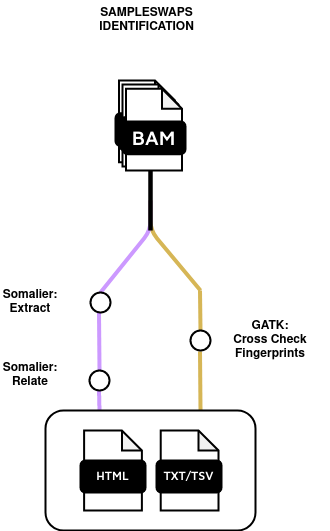 SAMPLESWAPS
IDENTIFICATION
BAM
Somalier:
Extract
GATK:
Cross Check
Fingerprints
Somalier:
Relate
HTML
TXT/TSV